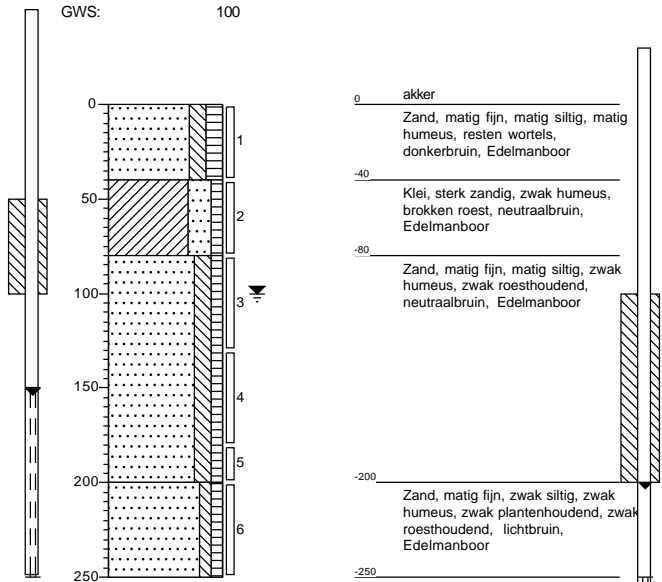 GWS: 100
0
50
100
150
200
250
1
2
3
4
5
6
0 akker
Zand, matig fijn, matig siltig, matig
humeus, resten wortels,
donkerbruin, Edelmanboor
-40
Klei, sterk zandig, zwak humeus,
brokken roest, neutraalbruin,
Edelmanboor
-80
Zand, matig fijn, matig siltig, zwak
humeus, zwak roesthoudend,
neutraalbruin, Edelmanboor
-200
Zand, matig fijn, zwak siltig, zwak
humeus, zwak plantenhoudend, zwak
roesthoudend, lichtbruin,
Edelmanboor
-250